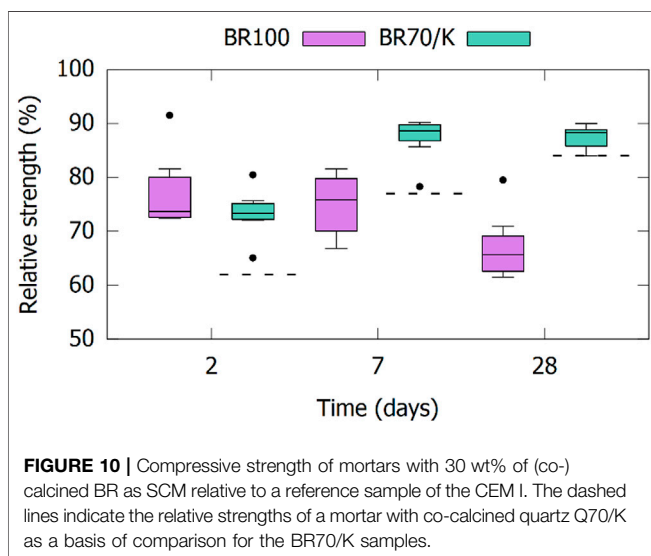 BR100 BR70/K
100
90
80
70
60
50
Relative strength (%)
2 7 28
Time (days)
FIGURE 10 | Compressive strength of mortars with 30 wt% of (co-)
calcined BR as SCM relative to a reference sample of the CEM I. The dashed
lines indicate the relative strengths of a mortar with co-calcined quartz Q70/K
as a basis of comparison for the BR70/K samples.